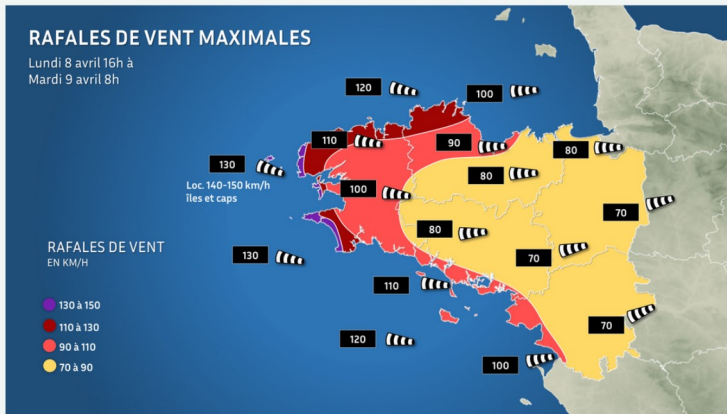 RAFALES DE VENT MAXIMALES
Lundi 8 avril 16h à
Mardi 9 avril 8h
120
100
110
90
80
130
80
Loc. 140-150 km/h
îles et caps
100
70
80
70
RAFALES DE VENT
EN KM/H
130
110
130 à 150
110 à 130
90 à 110
70 à 90
70
120
100